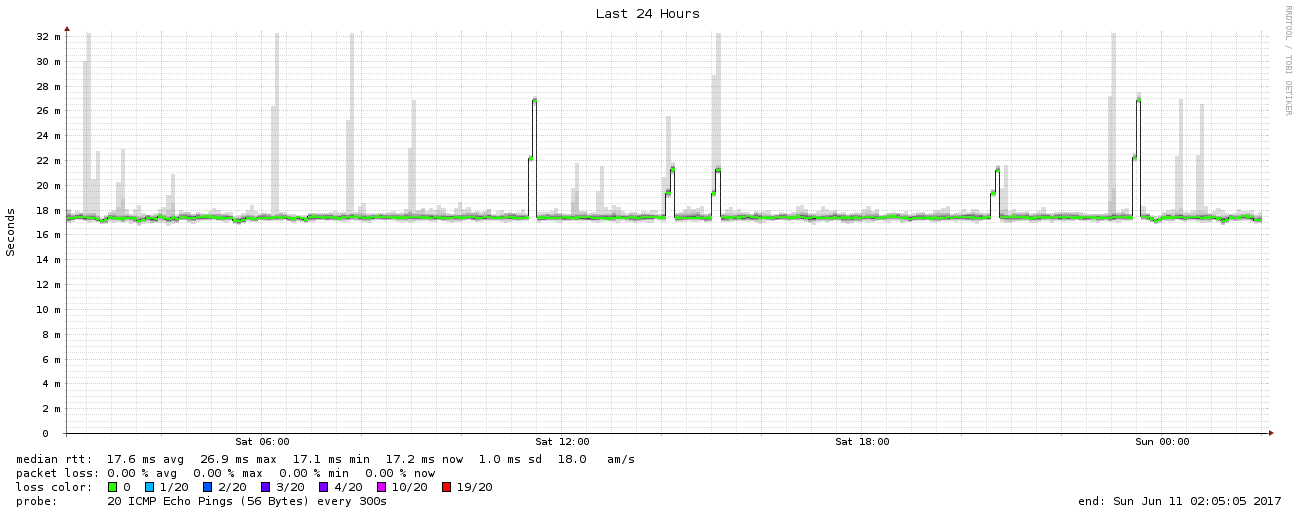 Last 24 Hours
RRDTOOL / TOBI OETIKER
Seconds
32 m
30 m
28 m
26 m
24 m
22 m
20 m
18 m
16 m
14 m
12 m
10 m
8 m
6 m
4 m
2 m
0
Sat 06:00 Sat 12:00 Sat 18:00 Sun 00:00
median rtt: 17.6 ms avg 26.9 ms max 17.1 ms min 17.2 ms now 1.0 ms sd 18.0 am/s
packet loss: 0.00 % avg 0.00 % max 0.00 % min 0.00 % now
loss color: 0 1/20 2/20 3/20 4/20 10/20 19/20
probe: 20 ICMP Echo Pings (56 Bytes) every 300s end: Sun Jun 11 02:05:05 2017